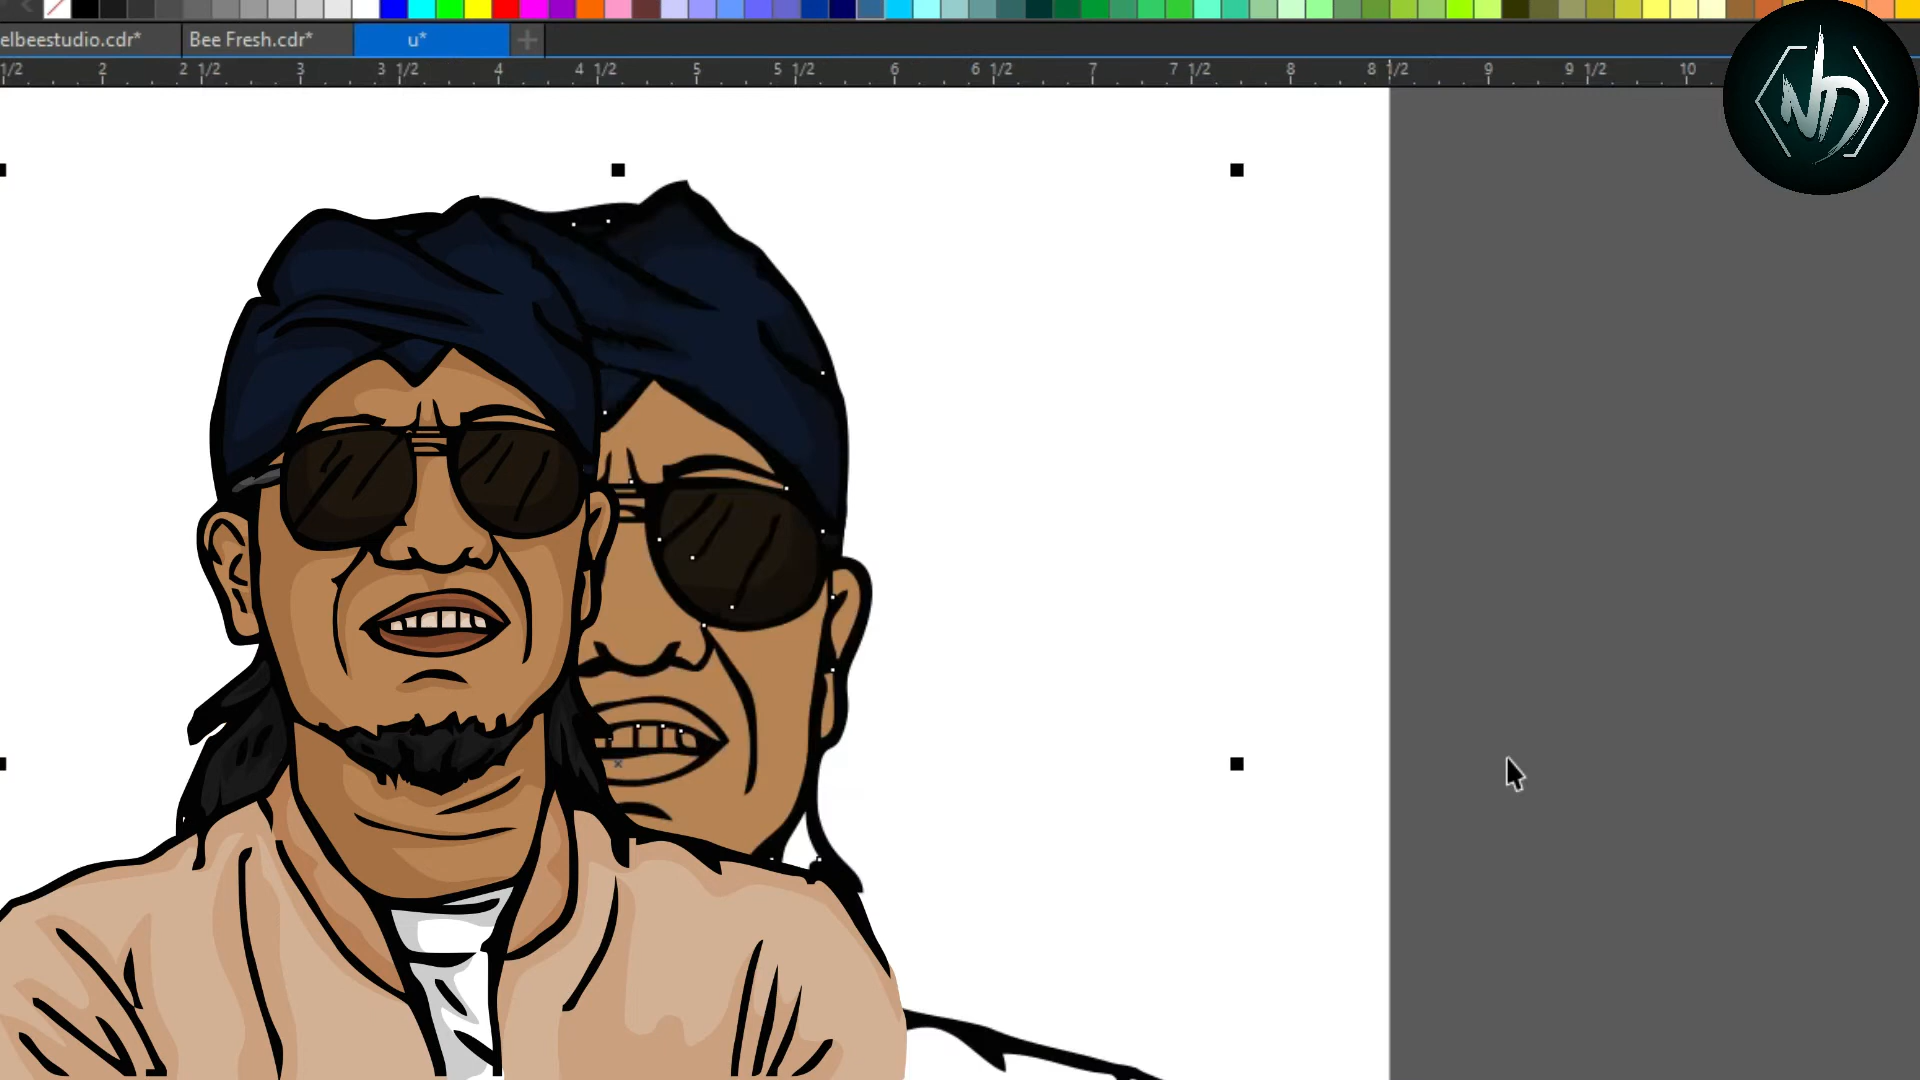 elbeestudio.cdr* Bee Fresh.cdr* u*
1/2 2 2 1/2 3 3 1/2 4 4 1/2 5 5 1/2 6 6 1/2 7 7 1/2 8 8 1/2 9 9 1/2 10
ND